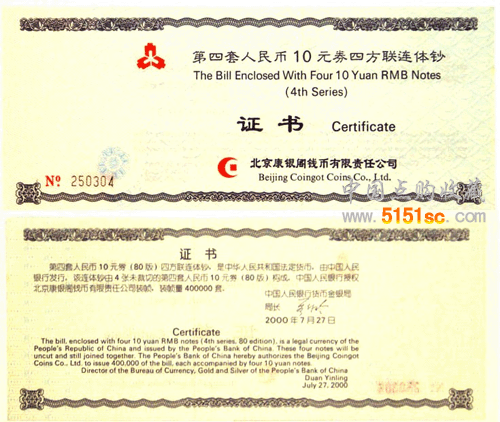 第四套人民币10元券四方联连体钞
The Bill Enclosed With Four 10 Yuan RMB Notes
(4th Series)
证书 Certificate
北京康银阁钱币有限责任公司
Beijing Coingot Coins Co., Ltd.
№ 250304
中国点购收藏
www.5151sc.com
证书
第四套人民币10元券(80版)四方联连体钞,是中华人民共和国法定货币,由中国人民
银行发行,该连体钞由4张未裁切的第四套人民币10元券(80版)构成,中国人民银行授权
北京康银阁钱币有限责任公司装帧,装帧量400000套.
中国人民银行货币金银局
局长
2000年7月27日
Certificate
The bill, enclosed with four 10 yuan RMB notes (4th series, 80 edition), is a legal currency of the
People's Republic of China and issued by the People's Bank of China. These four notes will be
uncut and still joined together. The People's Bank of China hereby authorizes the Beijing Coingot
Coins Co., Ltd. to issue 400,000 of the bill, each accompanied by four 10 yuan notes.
Director of the Bureau of Currency, Gold and Silver of the People's Bank of China
Duan Yinling
July 27, 2000